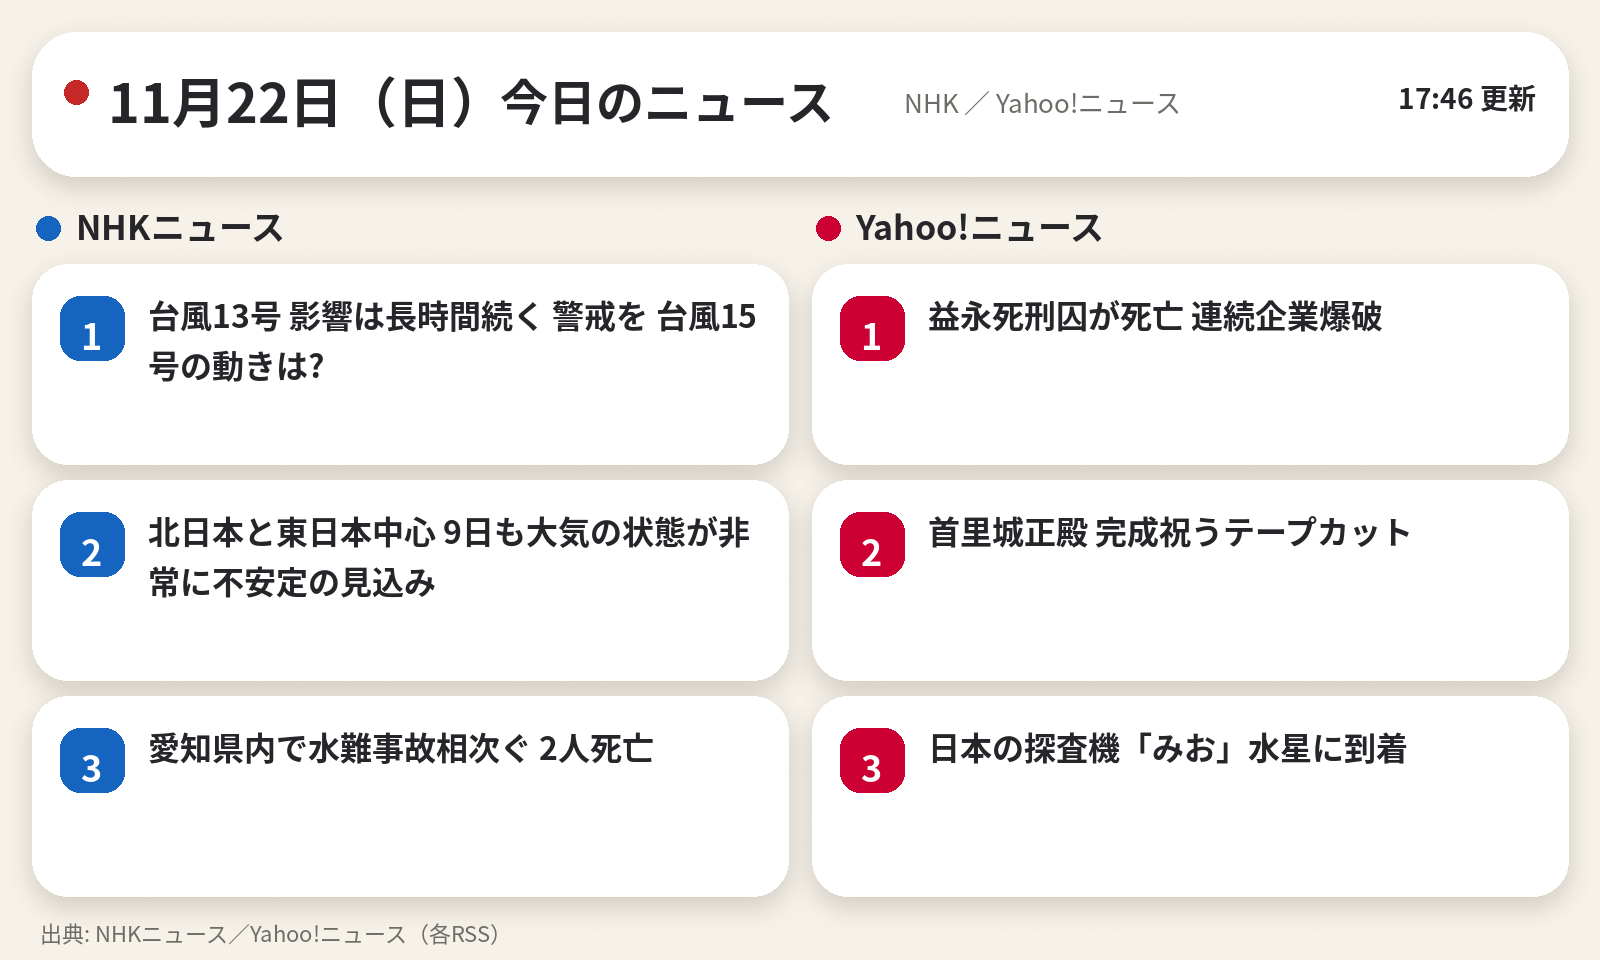 11月22日（日）今日のニュース
NHK ／ Yahoo!ニュース
17:46 更新
NHKニュース
1
台風13号 影響は長時間続く 警戒を 台風15
号の動きは?
2
北日本と東日本中心 9日も大気の状態が非
常に不安定の見込み
3
愛知県内で水難事故相次ぐ 2人死亡
Yahoo!ニュース
1
益永死刑囚が死亡 連続企業爆破
2
首里城正殿 完成祝うテープカット
3
日本の探査機「みお」水星に到着
出典: NHKニュース／Yahoo!ニュース（各RSS）